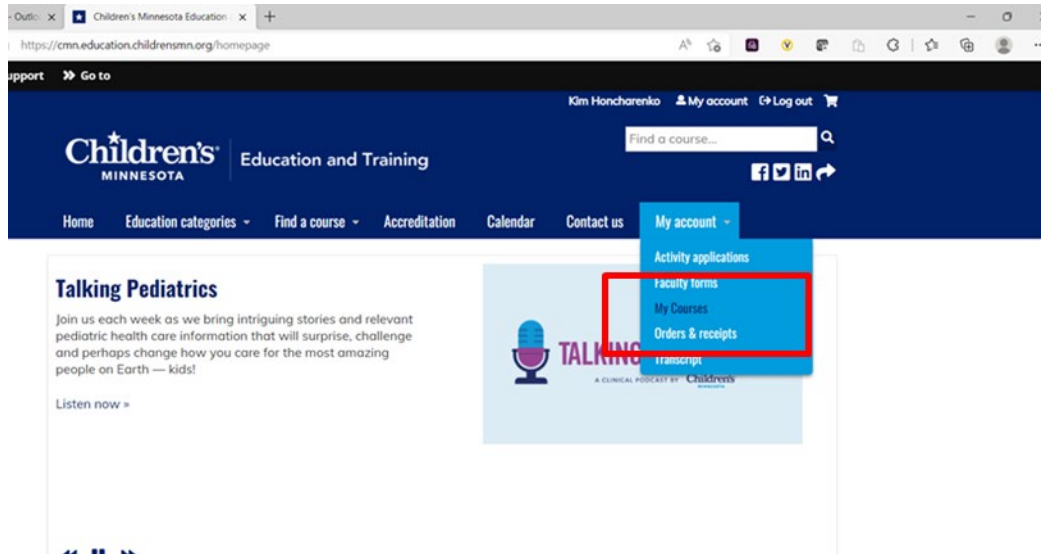 - Outlo
Children's Minnesota Education
https://cmn.education.childrensmn.org/homepage
upport Go to
Kim Honcharenko My account Log out
Children's
MINNESOTA
Education and Training
Find a course...
Home Education categories Find a course Accreditation Calendar Contact us My account
Activity applications
Faculty forms
My Courses
Orders & receipts
Transcript
Talking Pediatrics
Join us each week as we bring intriguing stories and relevant
pediatric health care information that will surprise, challenge
and perhaps change how you care for the most amazing
people on Earth — kids!
Listen now »
TALKING
A CLINICAL PODCAST BY Children's
MINNESOTA